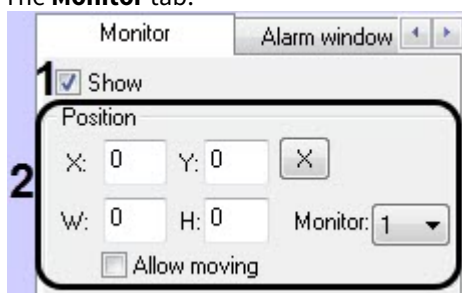 The Monitor tab:
Monitor Alarm window
1 Show
Position
X: 0 Y: 0 X
2
W: 0 H: 0 Monitor: 1
Allow moving